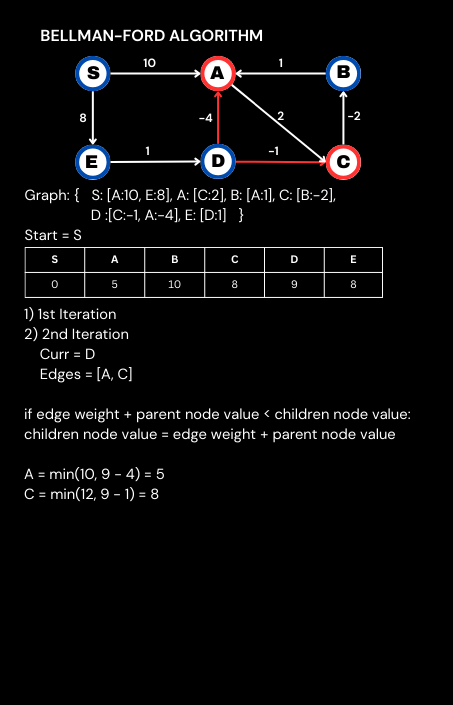 BELLMAN-FORD ALGORITHM
10
1
S
A
B
8
-4
2
-2
1
-1
E
D
C
Graph: { S: [A:10, E:8], A: [C:2], B: [A:1], C: [B:-2],
D :[C:-1, A:-4], E: [D:1] }
Start = S
S A B C D E
0 5 10 8 9 8
1) 1st Iteration
2) 2nd Iteration
Curr = D
Edges = [A, C]
if edge weight + parent node value < children node value:
children node value = edge weight + parent node value
A = min(10, 9 - 4) = 5
C = min(12, 9 - 1) = 8